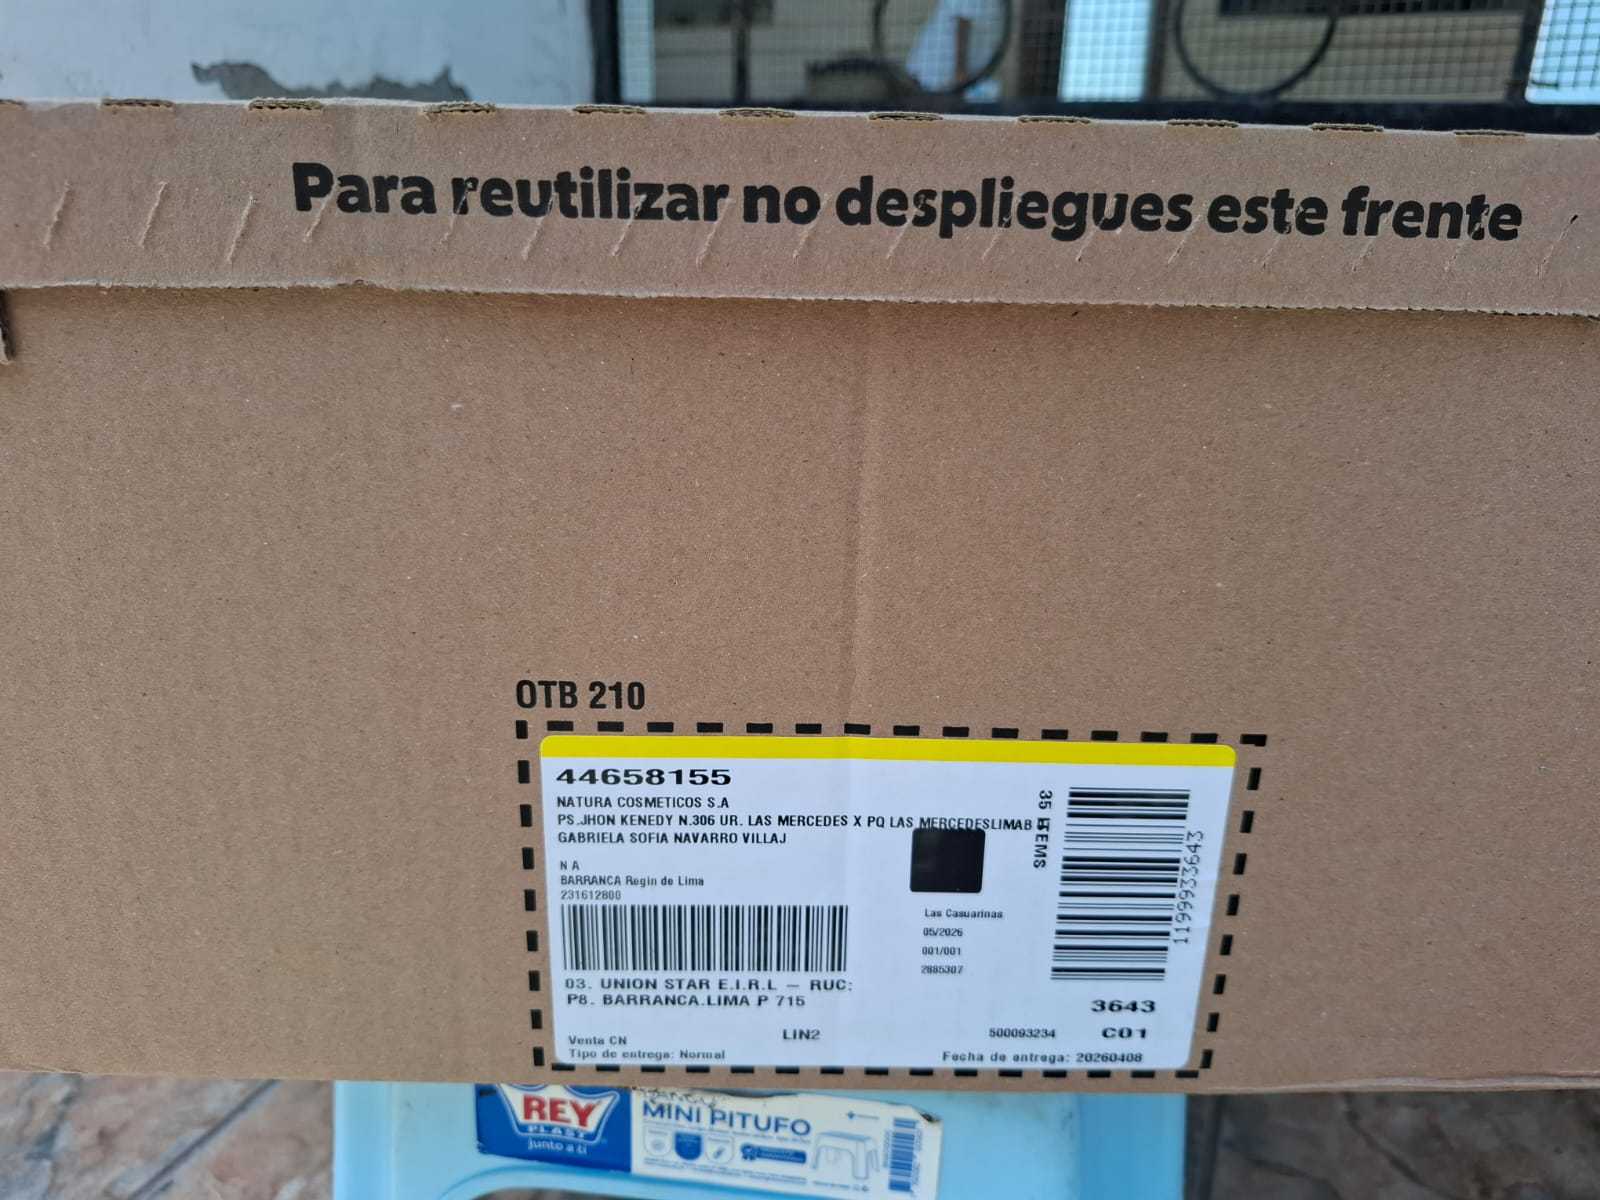 Para reutilizar no despliegues este frente
OTB 210
44658155
NATURA COSMETICOS S.A
PS.JHON KENEDY N.306 UR. LAS MERCEDES X PQ LAS MERCEDESLIMAB
GABRIELA SOFIA NAVARRO VILLAJ
N A
BARRANCA Regin de Lima
231612800
35 ITEMS
1199933643
Las Casuarinas
05/2026
001/001
2885307
03. UNION STAR E.I.R.L – RUC:
P8. BARRANCA.LIMA P 715
3643
Venta CN
LIN2
500093234
C01
Tipo de entrega: Normal
Fecha de entrega: 20260408
REY
PLAST
junto a ti
MINI PITUFO